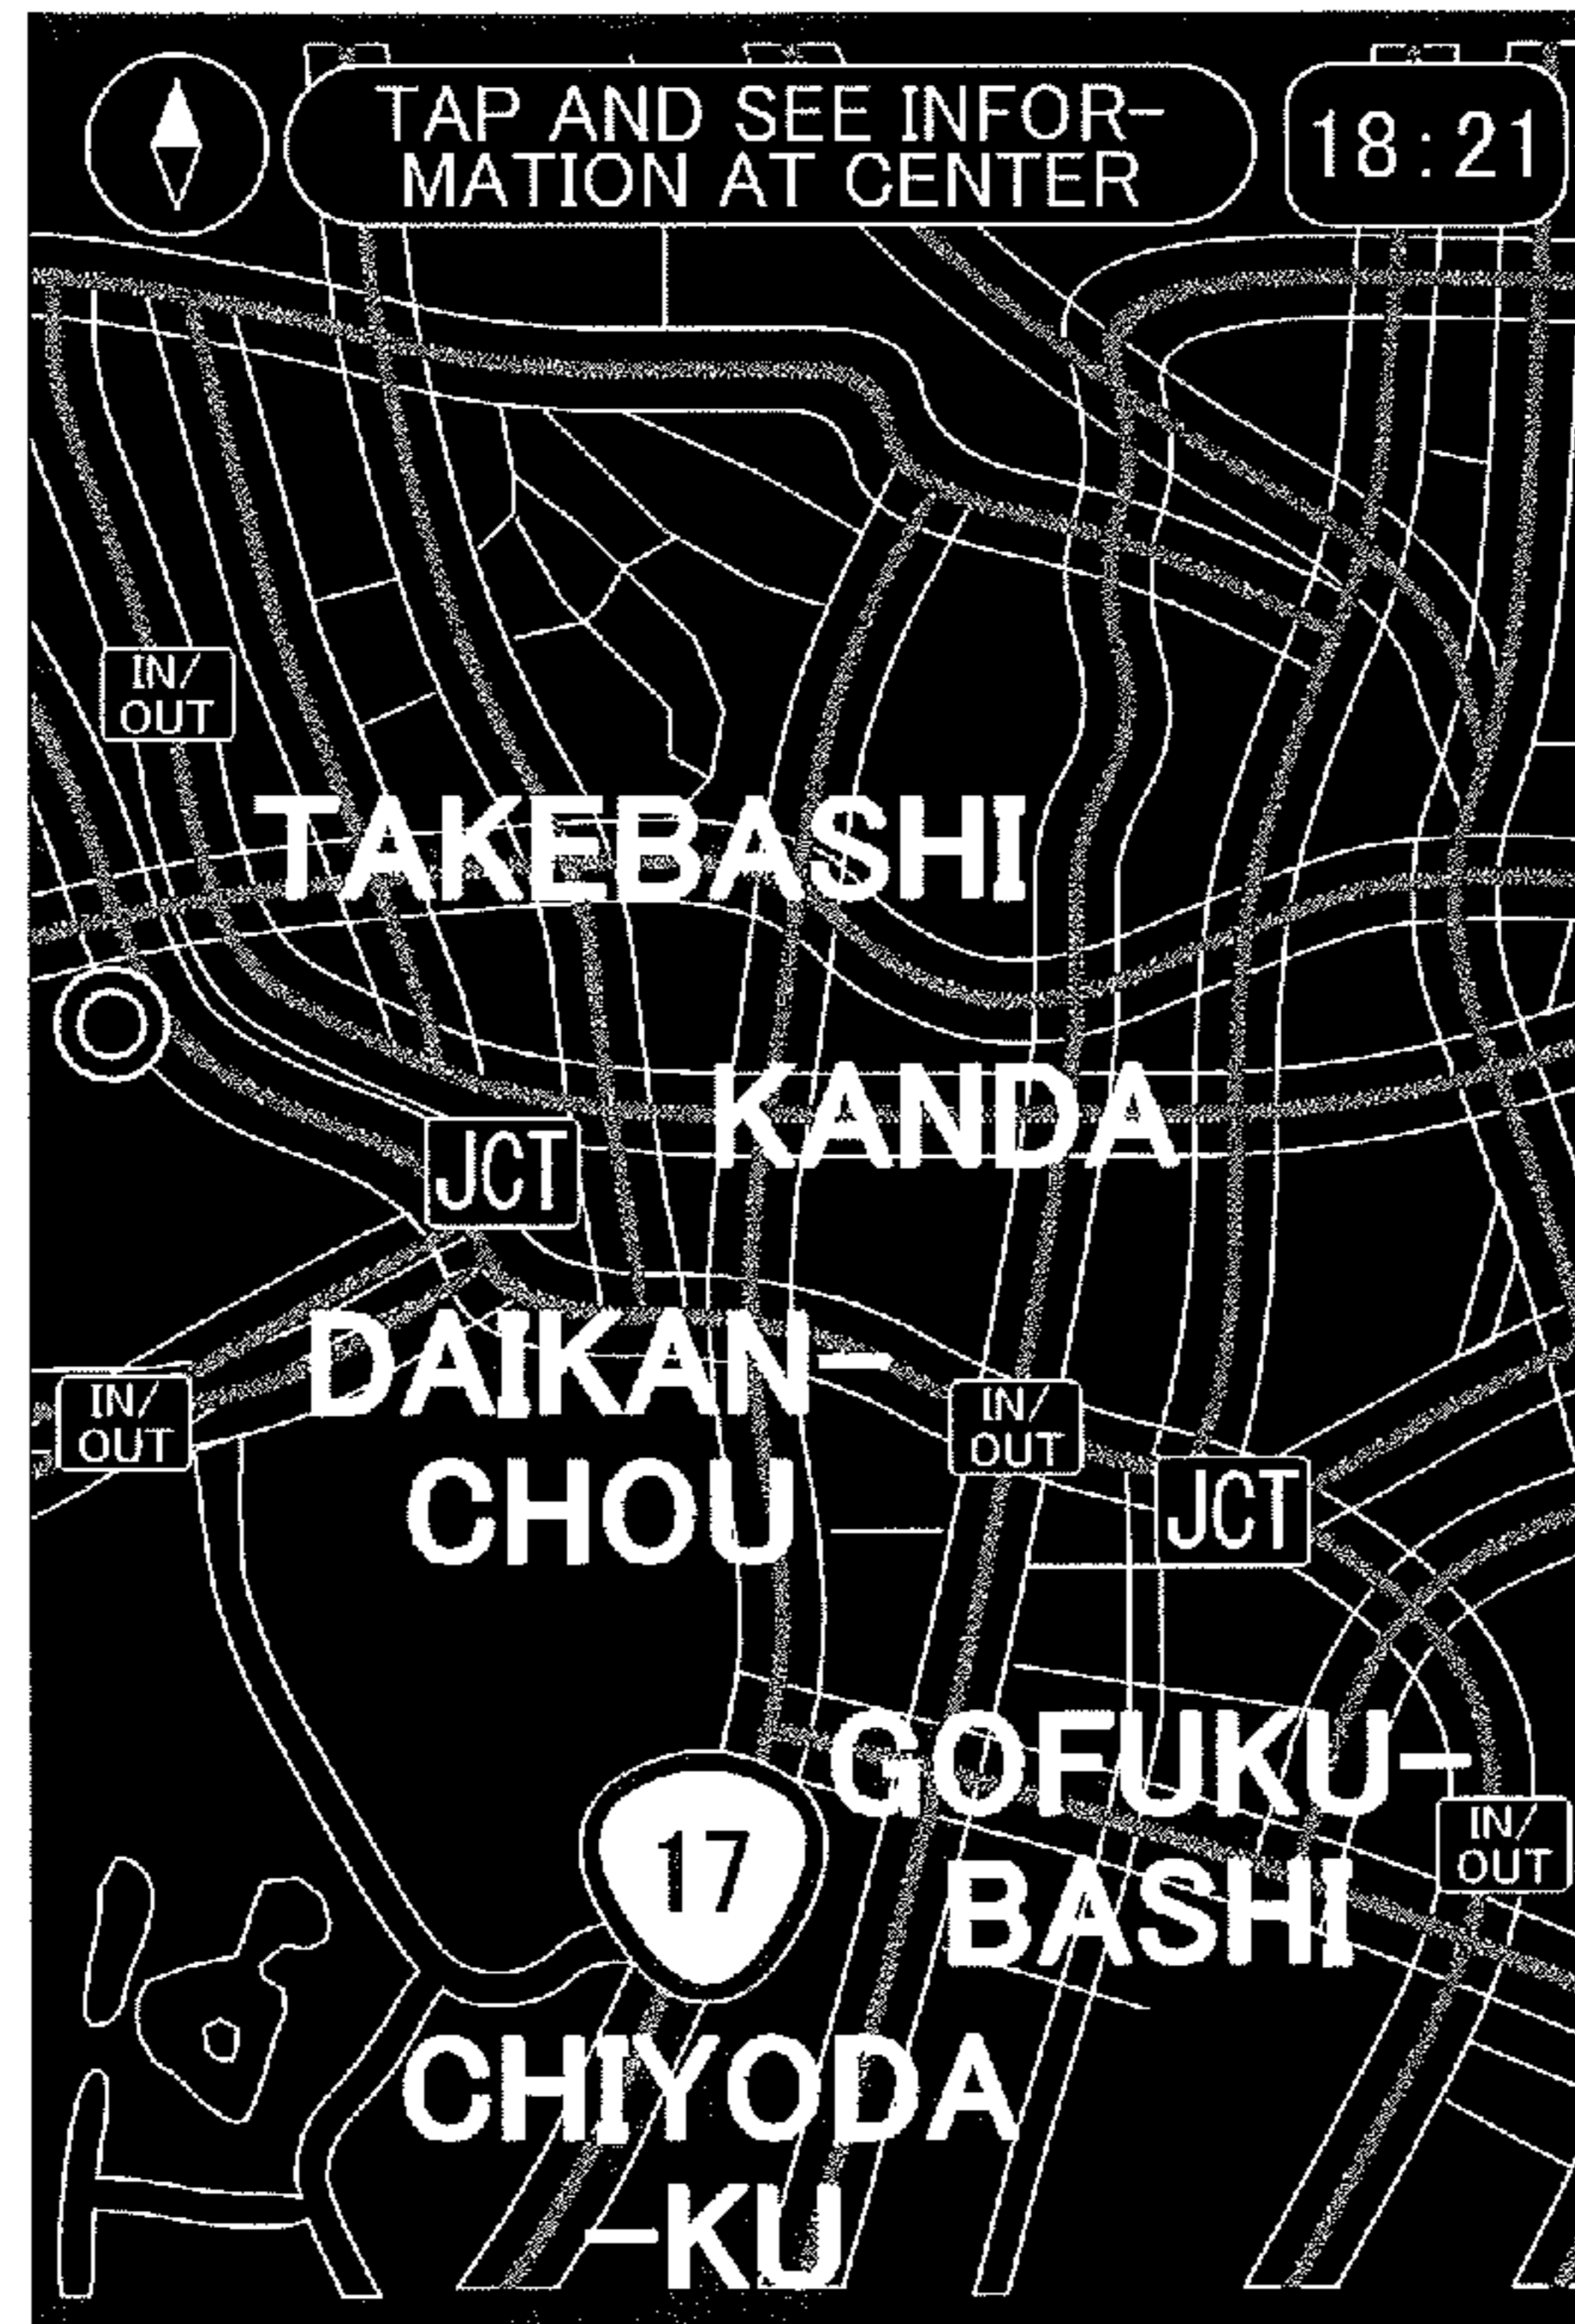 TAP AND SEE INFOR-
MATION AT CENTER
18:21
IN/
OUT
TAKEBASHI
KANDA
JCT
DAIKAN-
CHOU
IN/
OUT
IN/
OUT
JCT
GOFUKU-
BASHI
17
IN/
OUT
CHIYODA
-KU